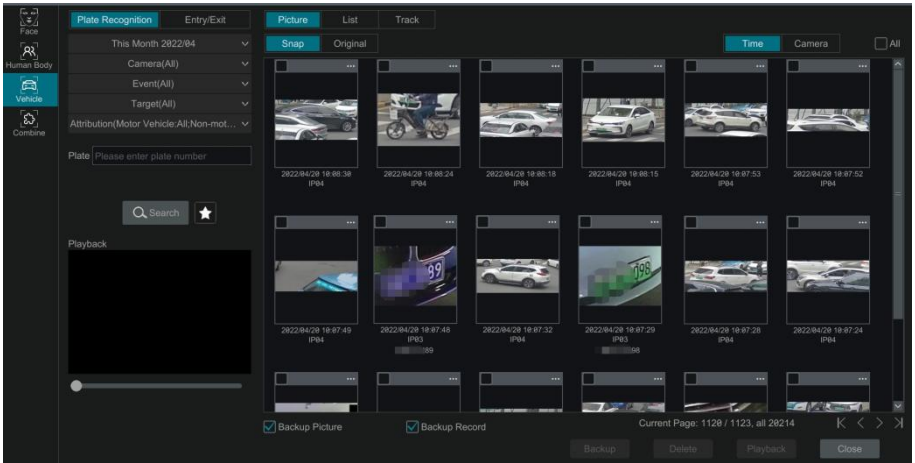 Face
Human Body
Vehicle
Combine
Plate Recognition Entry/Exit
This Month 2022/04
Camera(All)
Event(All)
Target(All)
Attribution(Motor Vehicle:All;Non-mot...
Plate Please enter plate number
Search
Playback
Picture List Track
Snap Original Time Camera All
2022/04/20 10:08:30 2022/04/20 10:08:24 2022/04/20 10:08:18 2022/04/20 10:08:15 2022/04/20 10:07:53 2022/04/20 10:07:52
IP04 IP04 IP04 IP04 IP04 IP04
89 098
2022/04/20 10:07:49 2022/04/20 10:07:48 2022/04/20 10:07:32 2022/04/20 10:07:29 2022/04/20 10:07:28 2022/04/20 10:07:24
IP04 IP03 IP04 IP03 IP04 IP04
89 98
Backup Picture Backup Record Current Page: 1120 / 1123, all 20214
Backup Delete Playback Close